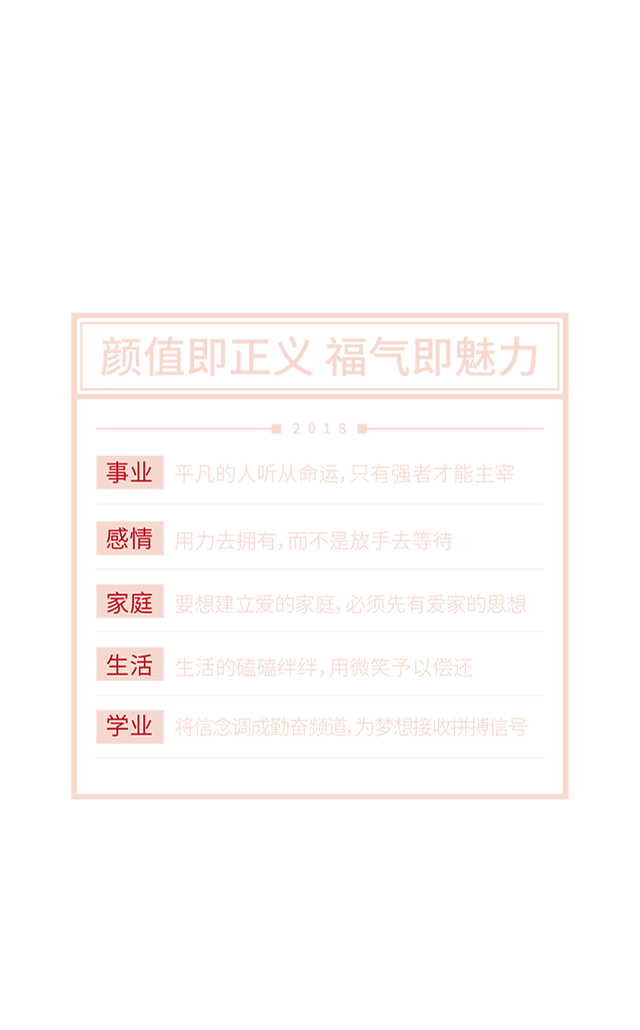 颜值即正义 福气即魅力
2018
事业 平凡的人听从命运，只有强者才能主宰
感情 用力去拥有，而不是放手去等待
家庭 要想建立爱的家庭，必须先有爱家的思想
生活 生活的磕磕绊绊，用微笑予以偿还
学业 将信念调成勤奋频道，为梦想接收拼搏信号